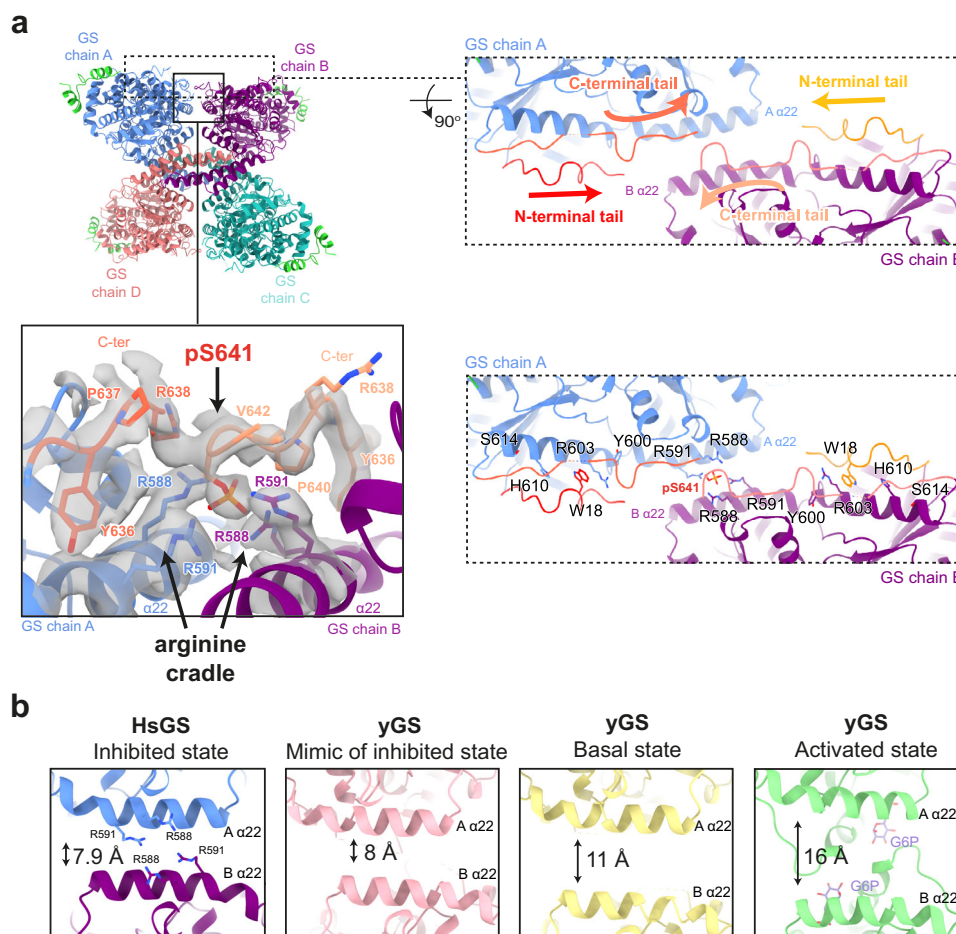 a
GS
chain A
GS
chain B
GS
chain D
GS
chain C
90°
GS chain A
C-terminal tail
N-terminal tail
A α22
B α22
N-terminal tail
C-terminal tail
GS chain B
pS641
C-ter
C-ter
P637
R638
R638
V642
Y636
R588
R591
P640
Y636
R588
R591
α22
α22
GS chain A
GS chain B
arginine
cradle
GS chain A
S614
R603
Y600
R591
R588
A α22
W18
H610
H610
S614
W18
pS641
B α22
R588
R591
Y600
R603
GS chain B
b
HsGS
Inhibited state
yGS
Mimic of inhibited state
yGS
Basal state
yGS
Activated state
A α22
R591
R588
7.9 Å
R588
R591
B α22
A α22
8 Å
B α22
A α22
11 Å
B α22
A α22
G6P
16 Å
G6P
B α22